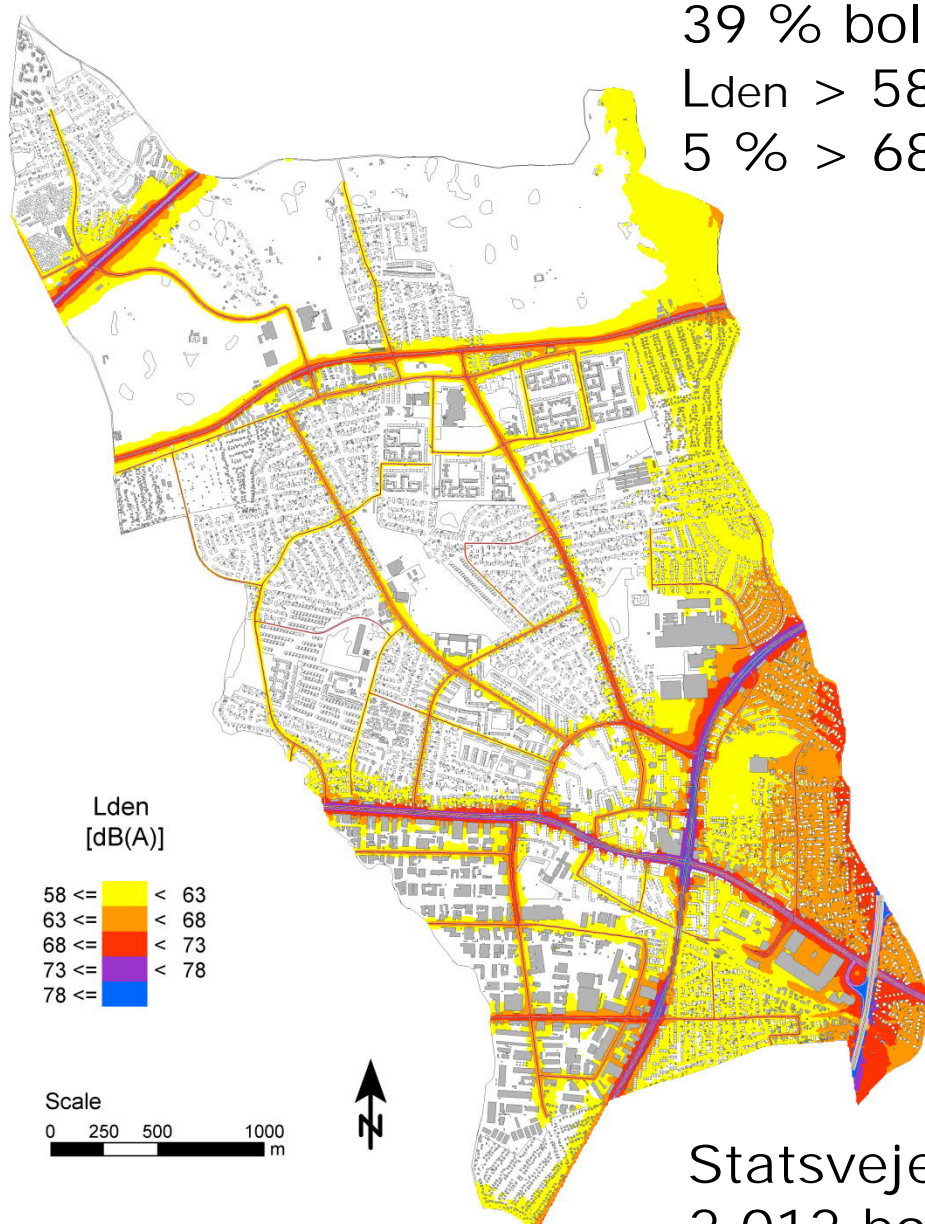 39 % bol
Lden > 58
5 % > 68
Lden
[dB(A)]
58 <= < 63
63 <= < 68
68 <= < 73
73 <= < 78
78 <=
Scale
0 250 500 1000
m
N
Statsveje